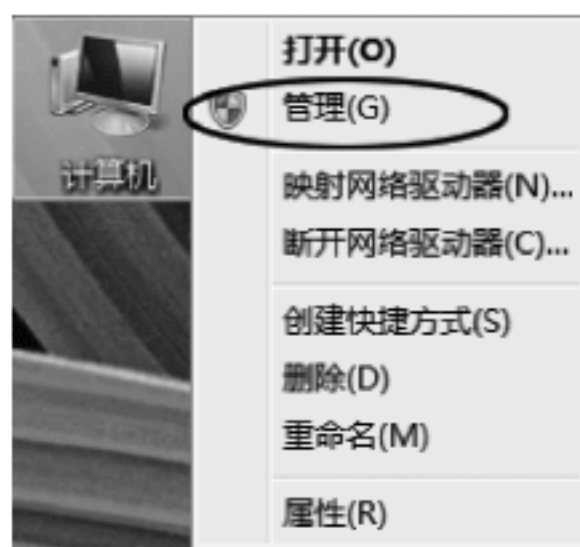 计算机
打开(O)
管理(G)
映射网络驱动器(N)...
断开网络驱动器(C)...
创建快捷方式(S)
删除(D)
重命名(M)
属性(R)